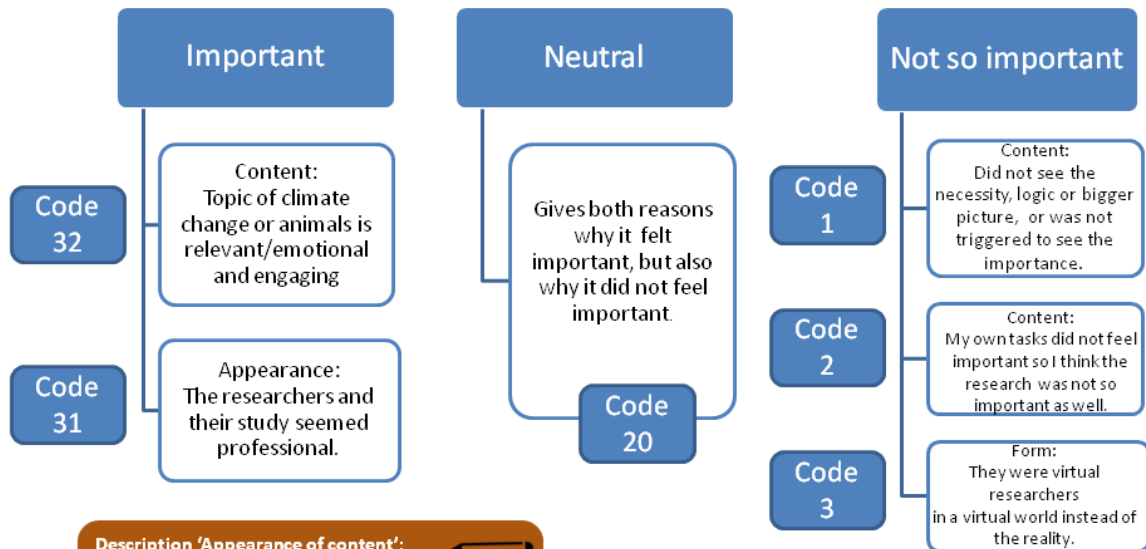 Important
Code
32
Content:
Topic of climate
change or animals is
relevant/emotional
and engaging
Code
31
Appearance:
The researchers and
their study seemed
professional.
Neutral
Gives both reasons
why it felt
important, but also
why it did not feel
important.
Code
20
Not so important
Code
1
Content:
Did not see the
necessity, logic or bigger
picture, or was not
triggered to see the
importance.
Code
2
Content:
My own tasks did not feel
important so I think the
research was not so
important as well.
Code
3
Form:
They were virtual
researchers
in a virtual world instead of
the reality.
Description ‘Appearance of content’: